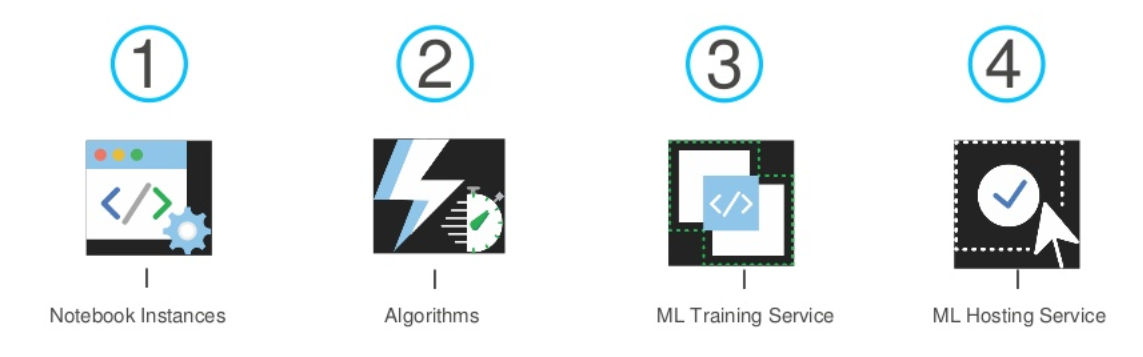 1 2 3 4
</>
</>
Notebook Instances Algorithms ML Training Service ML Hosting Service